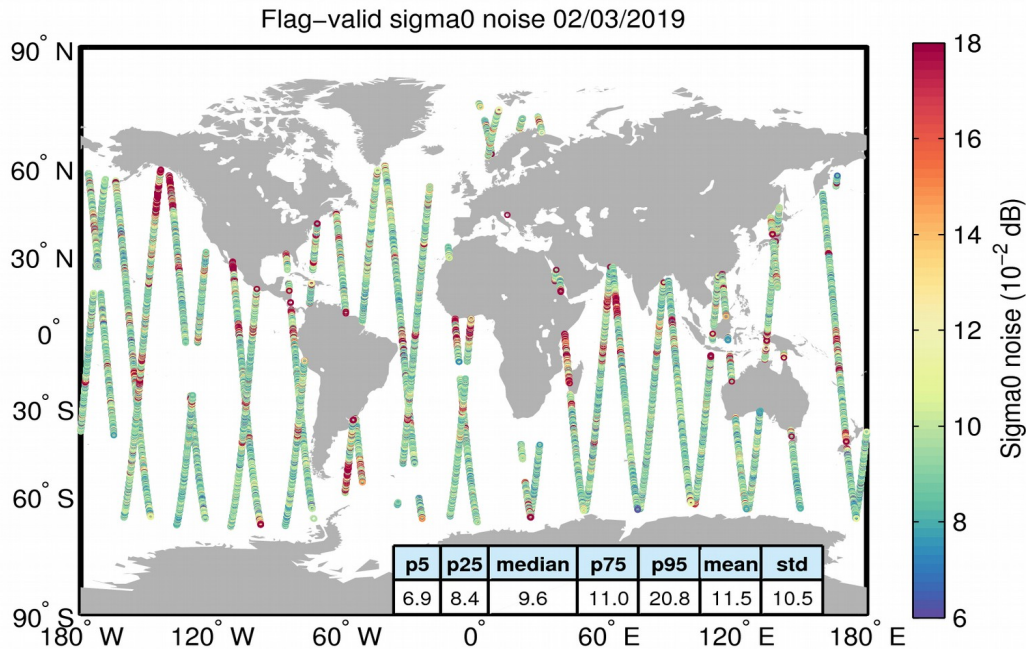 Flag−valid sigma0 noise 02/03/2019
90° N
60° N
30° N
0°
30° S
60° S
90° S
180° W
120° W
60° W
0°
60° E
120° E
180° E
p5 p25 median p75 p95 mean std
6.9 8.4 9.6 11.0 20.8 11.5 10.5
18
16
14
12
10
8
6
Sigma0 noise (10⁻² dB)